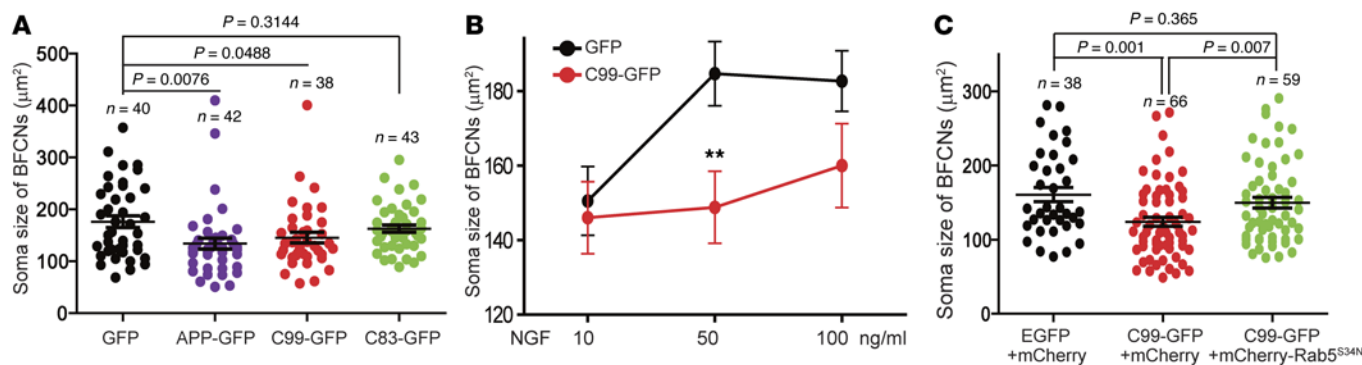 A
P = 0.3144
P = 0.0488
P = 0.0076
n = 40
n = 42
n = 38
n = 43
Soma size of BFCNs (μm²)
500
400
300
200
100
0
GFP
APP-GFP
C99-GFP
C83-GFP
B
GFP
C99-GFP
**
Soma size of BFCNs (μm²)
180
160
140
120
NGF
10
50
100
ng/ml
C
P = 0.365
P = 0.001
P = 0.007
n = 38
n = 66
n = 59
Soma size of BFCNs (μm²)
300
200
100
0
EGFP
+mCherry
C99-GFP
+mCherry
C99-GFP
+mCherry-Rab5S34N